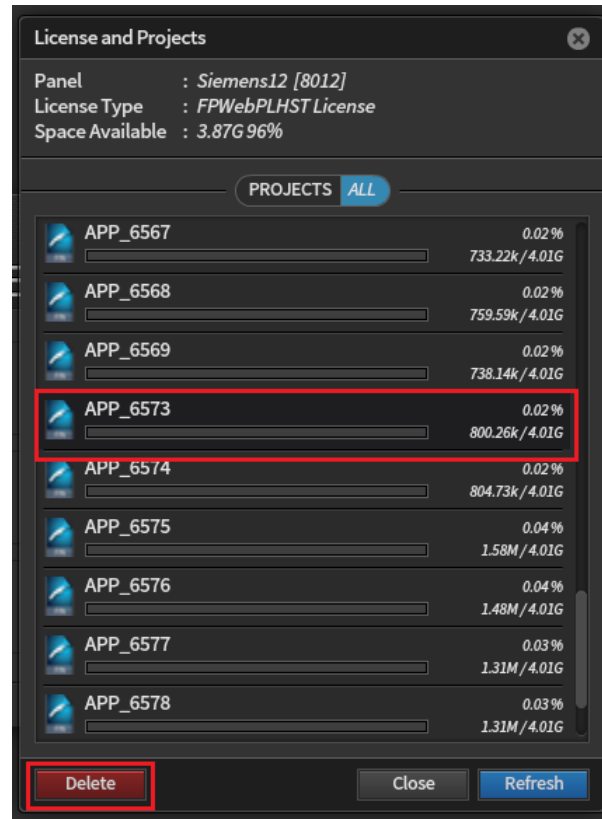 License and Projects
Panel : Siemens12 [8012]
License Type : FPWebPLHST License
Space Available : 3.87G 96%
PROJECTS ALL
APP_6567 0.02%
733.22k/4.01G
APP_6568 0.02%
759.59k/4.01G
APP_6569 0.02%
738.14k/4.01G
APP_6573 0.02%
800.26k/4.01G
APP_6574 0.02%
804.73k/4.01G
APP_6575 0.04%
1.58M/4.01G
APP_6576 0.04%
1.48M/4.01G
APP_6577 0.03%
1.31M/4.01G
APP_6578 0.03%
1.31M/4.01G
Delete Close Refresh